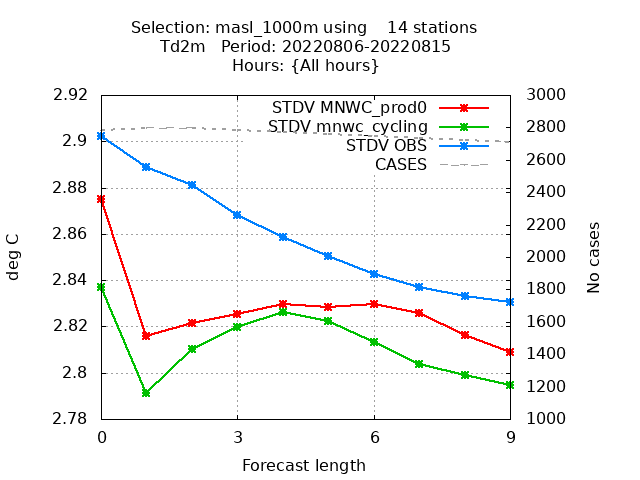 Selection: masl_1000m using    14 stations
Td2m   Period: 20220806-20220815
Hours: {All hours}
2.92
2.9
2.88
2.86
2.84
2.82
2.8
2.78
deg C
STDV MNWC_prod0
STDV mnwc_cycling
STDV OBS
CASES
3000
2800
2600
2400
2200
2000
1800
1600
1400
1200
1000
No cases
0 3 6 9
Forecast length